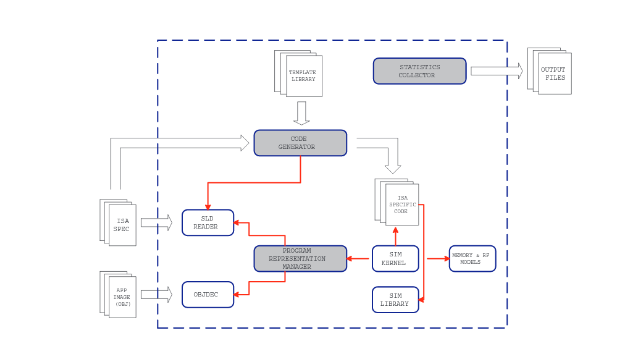 TEMPLATE
LIBRARY
STATISTICS
COLLECTOR
OUTPUT
FILES
CODE
GENERATOR
ISA
SPECIFIC
CODE
ISA
SPEC
SLD
READER
PROGRAM
REPRESENTATION
MANAGER
SIM
KERNEL
MEMORY & BP
MODELS
APP
IMAGE
(OBJ)
OBJDEC
SIM
LIBRARY